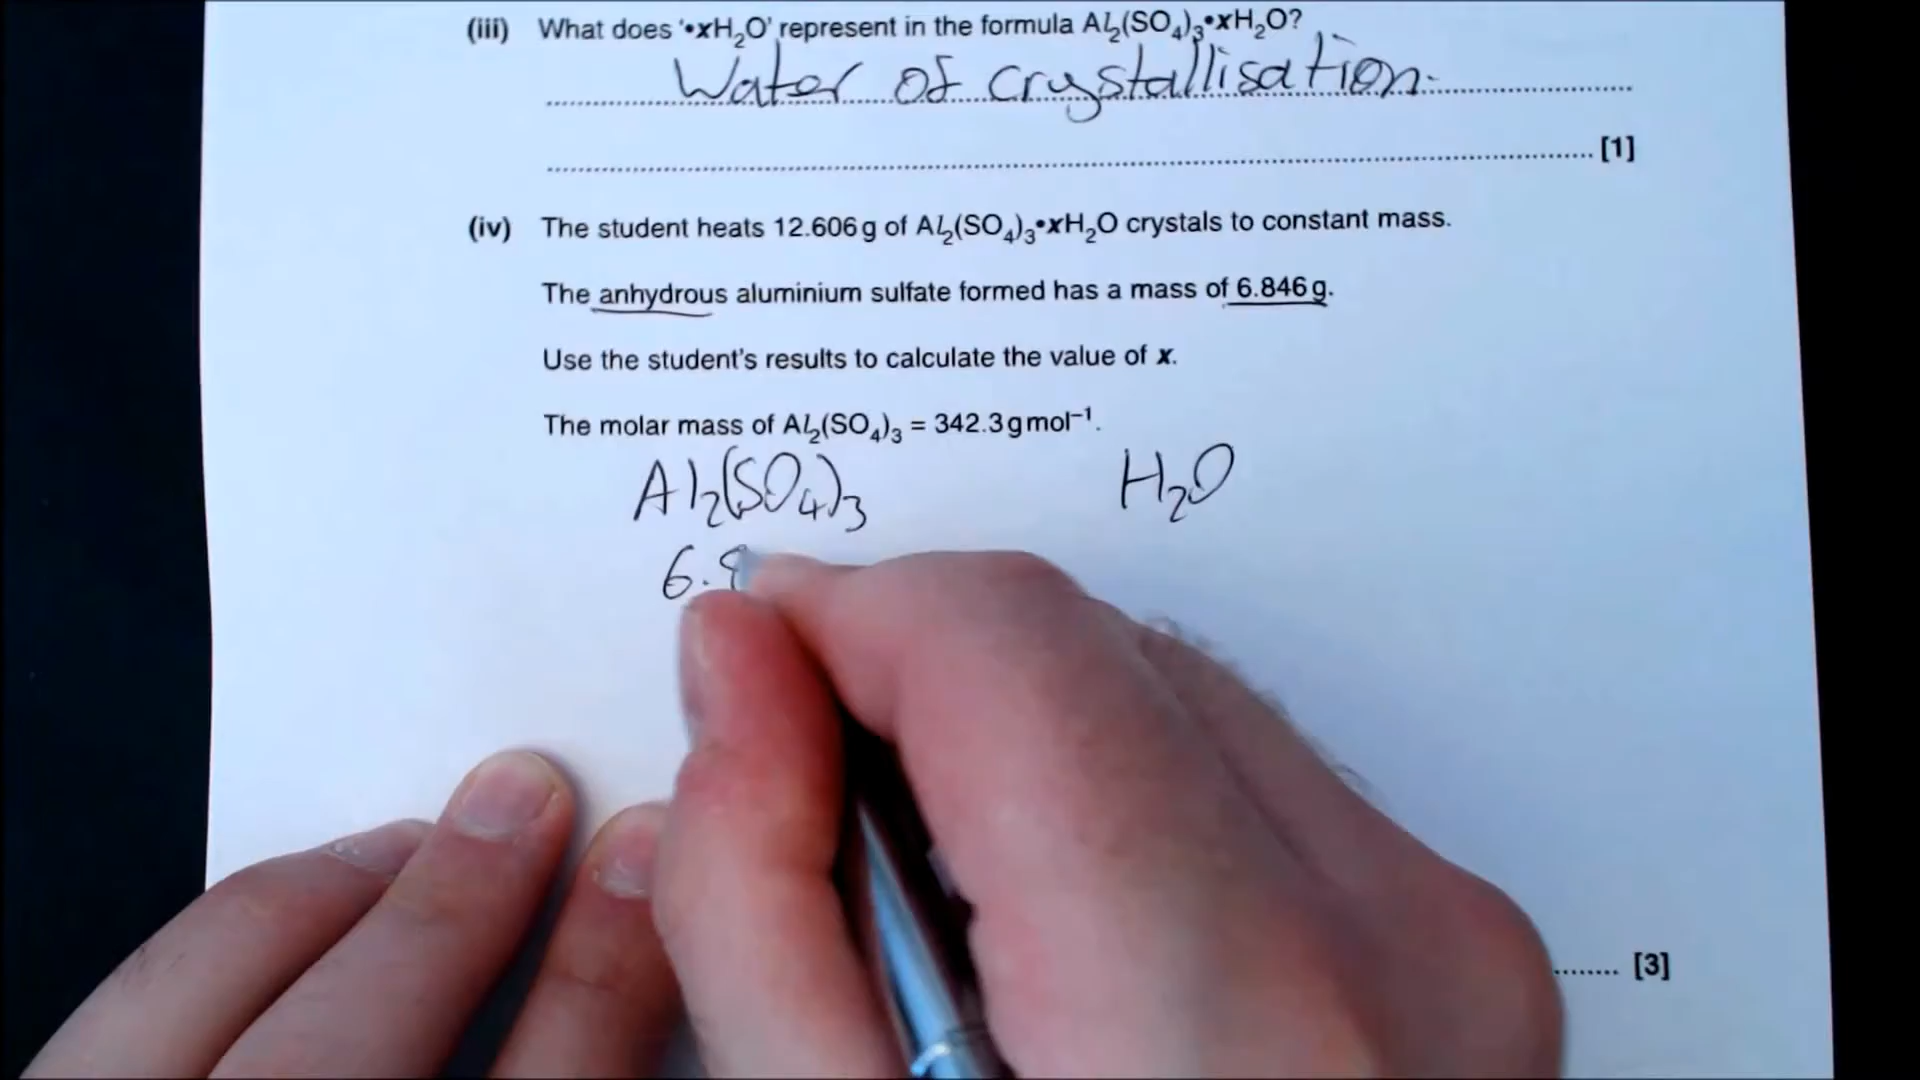 (iii) What does ‘•xH₂O’ represent in the formula Al₂(SO₄)₃•xH₂O?
Water of crystallisation.
[1]
(iv) The student heats 12.606 g of Al₂(SO₄)₃•xH₂O crystals to constant mass.
The anhydrous aluminium sulfate formed has a mass of 6.846 g.
Use the student's results to calculate the value of x.
The molar mass of Al₂(SO₄)₃ = 342.3 g mol⁻¹.
Al₂(SO₄)₃ H₂O
6.8
[3]